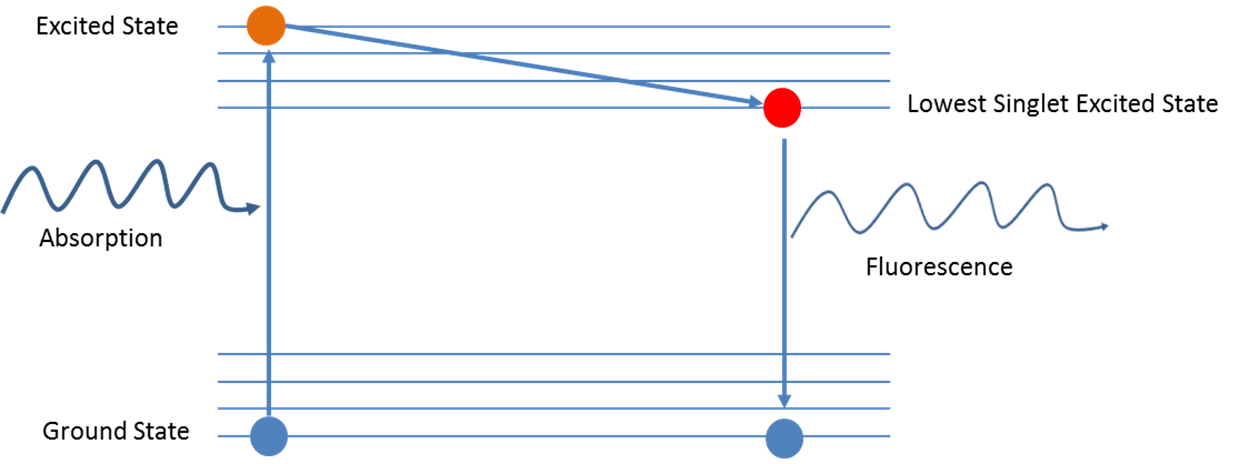 Excited State
Lowest Singlet Excited State
Absorption
Fluorescence
Ground State